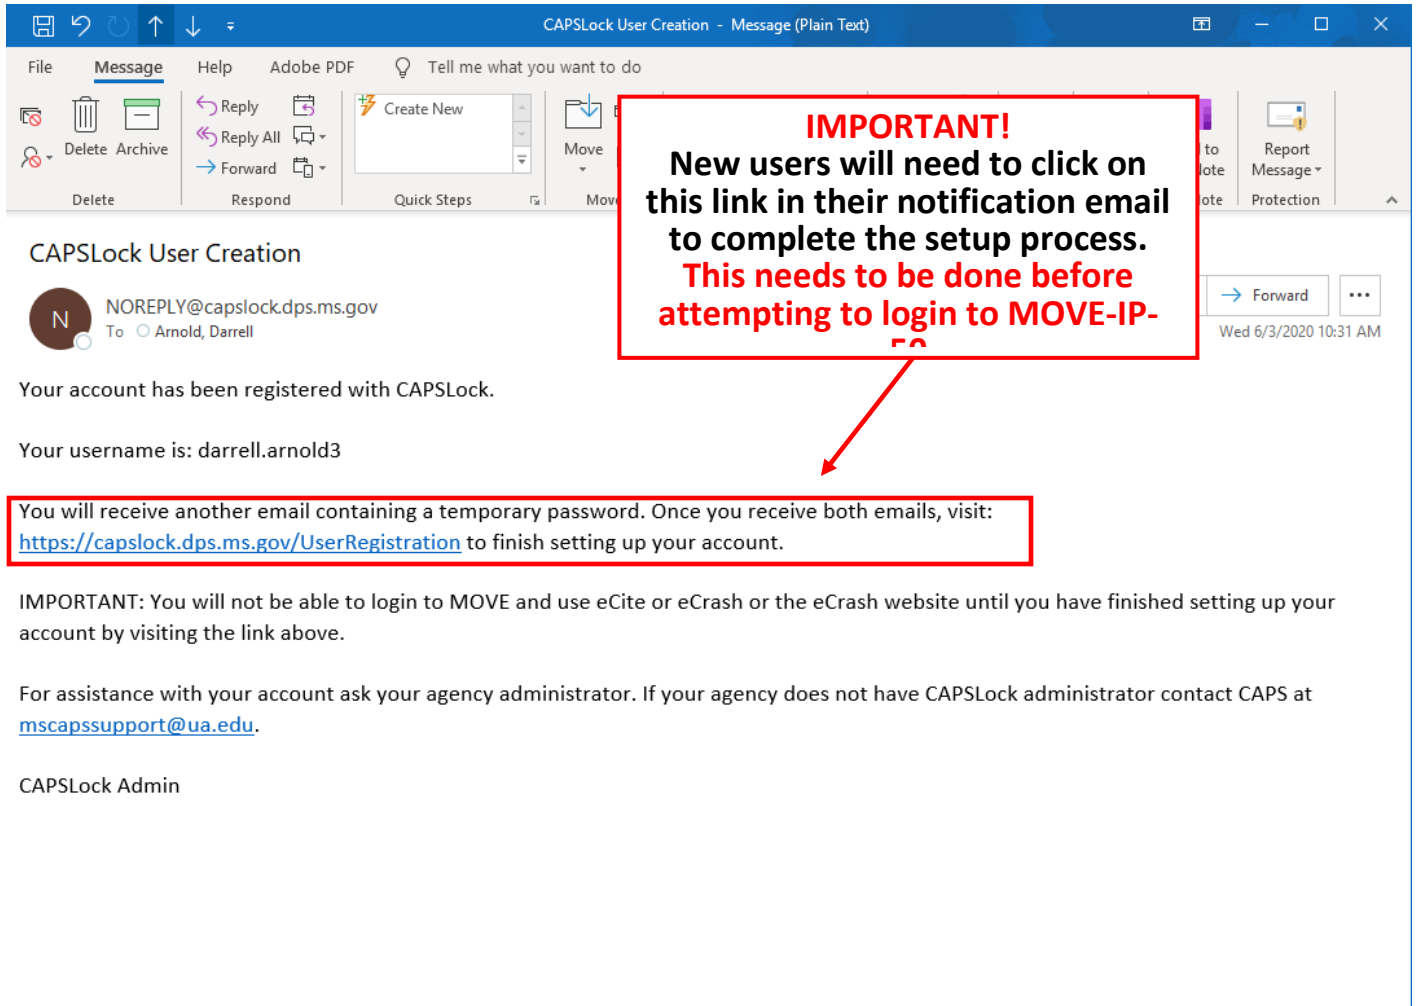 CAPSLock User Creation - Message (Plain Text)
File Message Help Adobe PDF Tell me what you want to do
Delete Archive
Reply
Reply All
Forward
Create New
Move
to
Report
Message
Delete Respond Quick Steps Protection
IMPORTANT!
New users will need to click on
this link in their notification email
to complete the setup process.
This needs to be done before
attempting to login to MOVE-IP-
CAPSLock User Creation
N
NOREPLY@capslock.dps.ms.gov
To Arnold, Darrell
Forward
Wed 6/3/2020 10:31 AM
Your account has been registered with CAPSLock.
Your username is: darrell.arnold3
You will receive another email containing a temporary password. Once you receive both emails, visit:
https://capslock.dps.ms.gov/UserRegistration to finish setting up your account.
IMPORTANT: You will not be able to login to MOVE and use eCite or eCrash or the eCrash website until you have finished setting up your
account by visiting the link above.
For assistance with your account ask your agency administrator. If your agency does not have CAPSLock administrator contact CAPS at
mscapssupport@ua.edu.
CAPSLock Admin